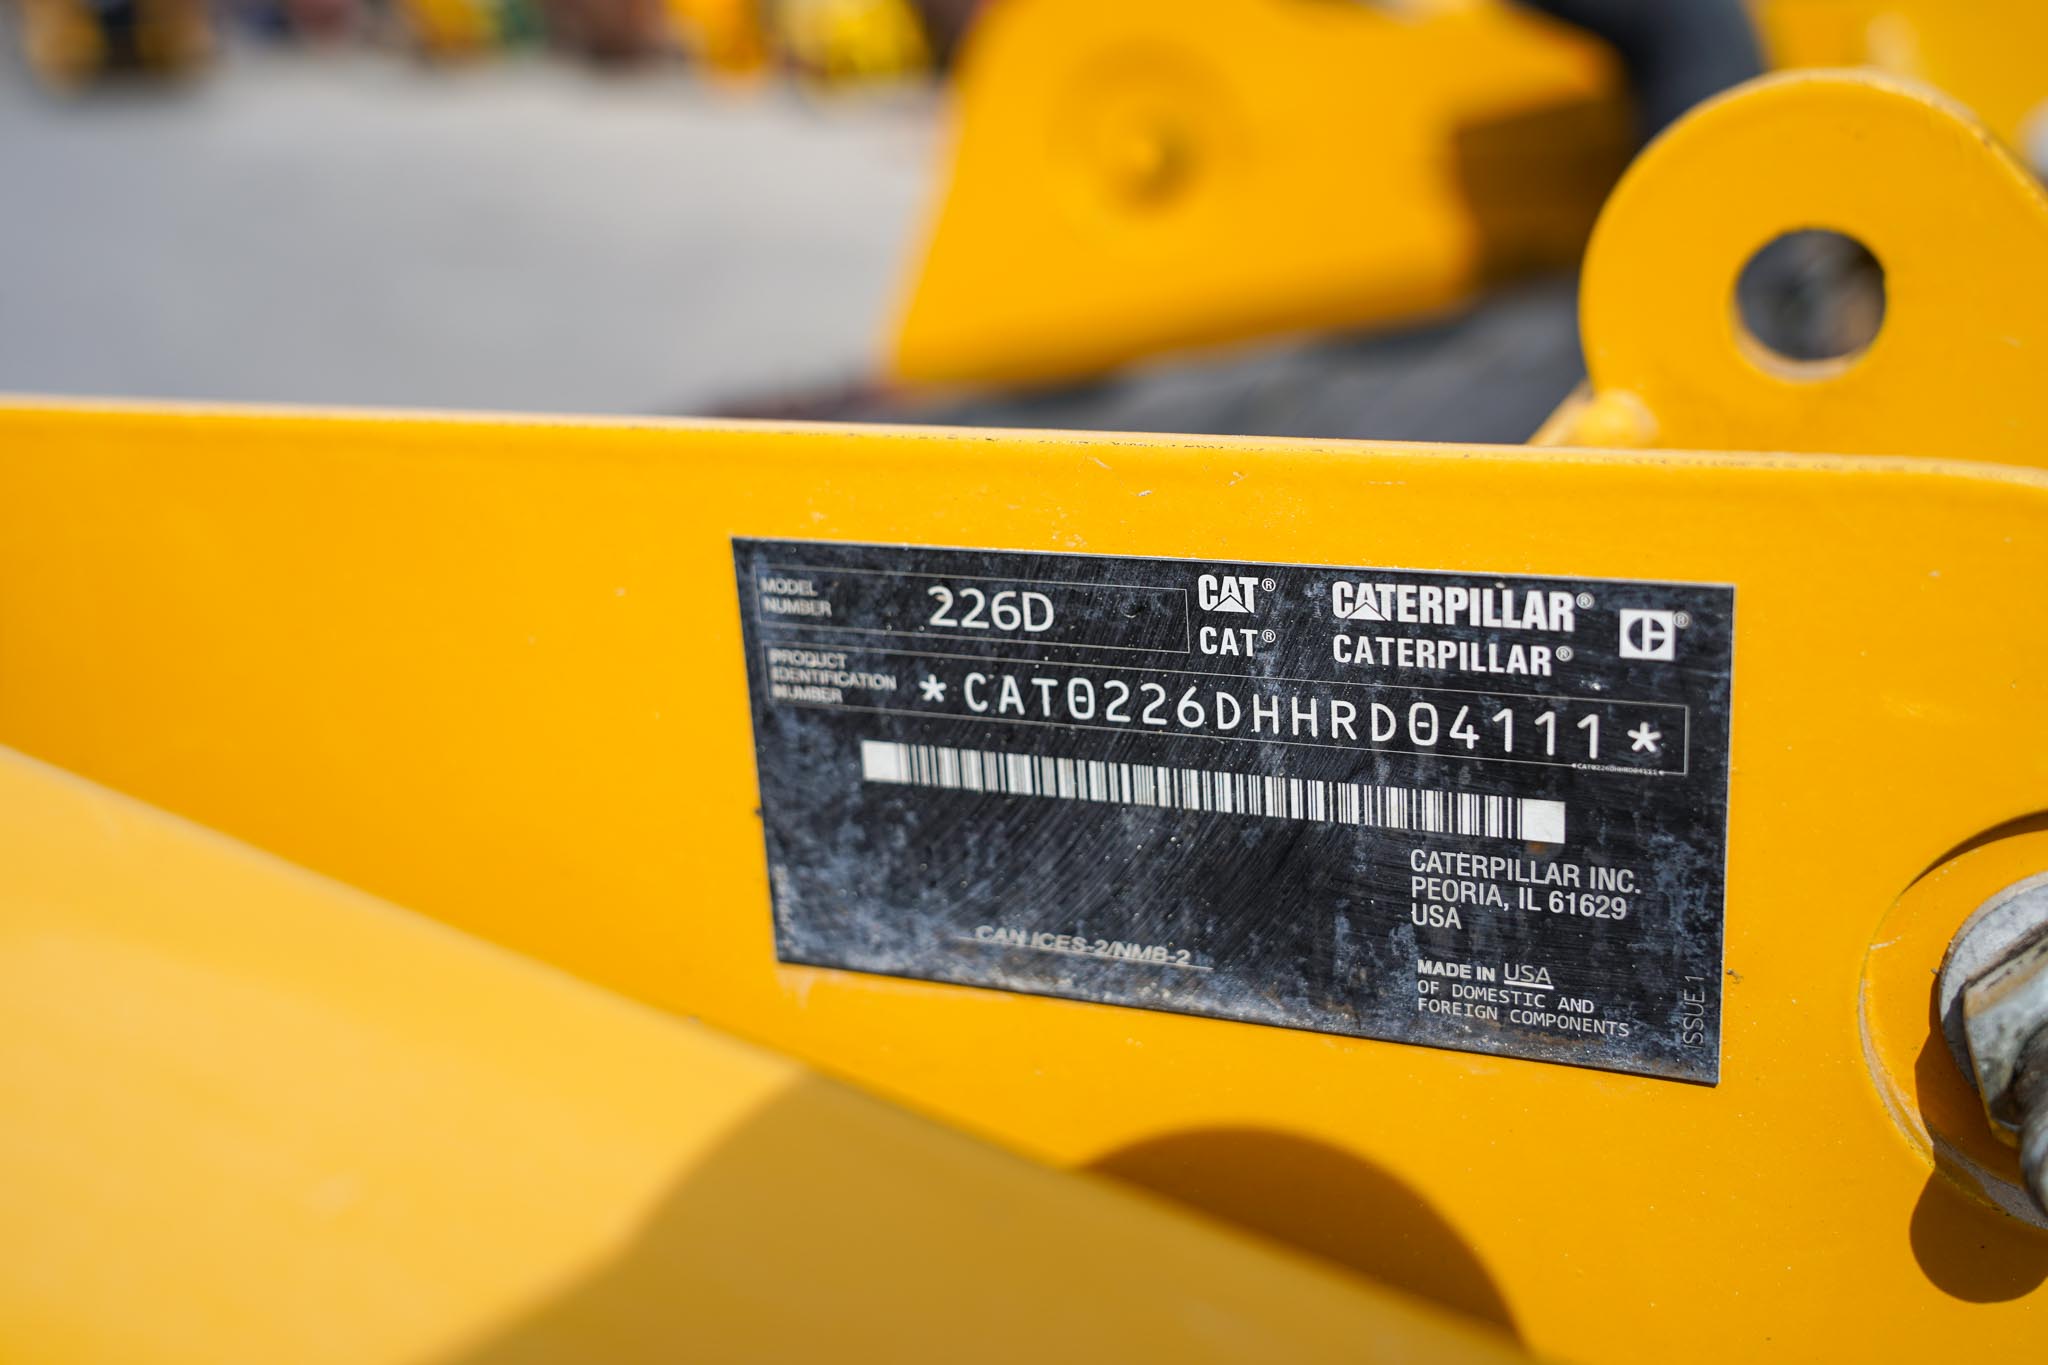 MODEL
NUMBER
226D
CAT®
CAT®
CATERPILLAR®
CATERPILLAR®
®
PRODUCT
IDENTIFICATION
NUMBER
*CAT0226DHHRD04111*
*CAT0226DHHRD04111*
CATERPILLAR INC.
PEORIA, IL 61629
USA
CAN ICES-2/NMB-2
MADE IN USA
OF DOMESTIC AND
FOREIGN COMPONENTS
ISSUE 1